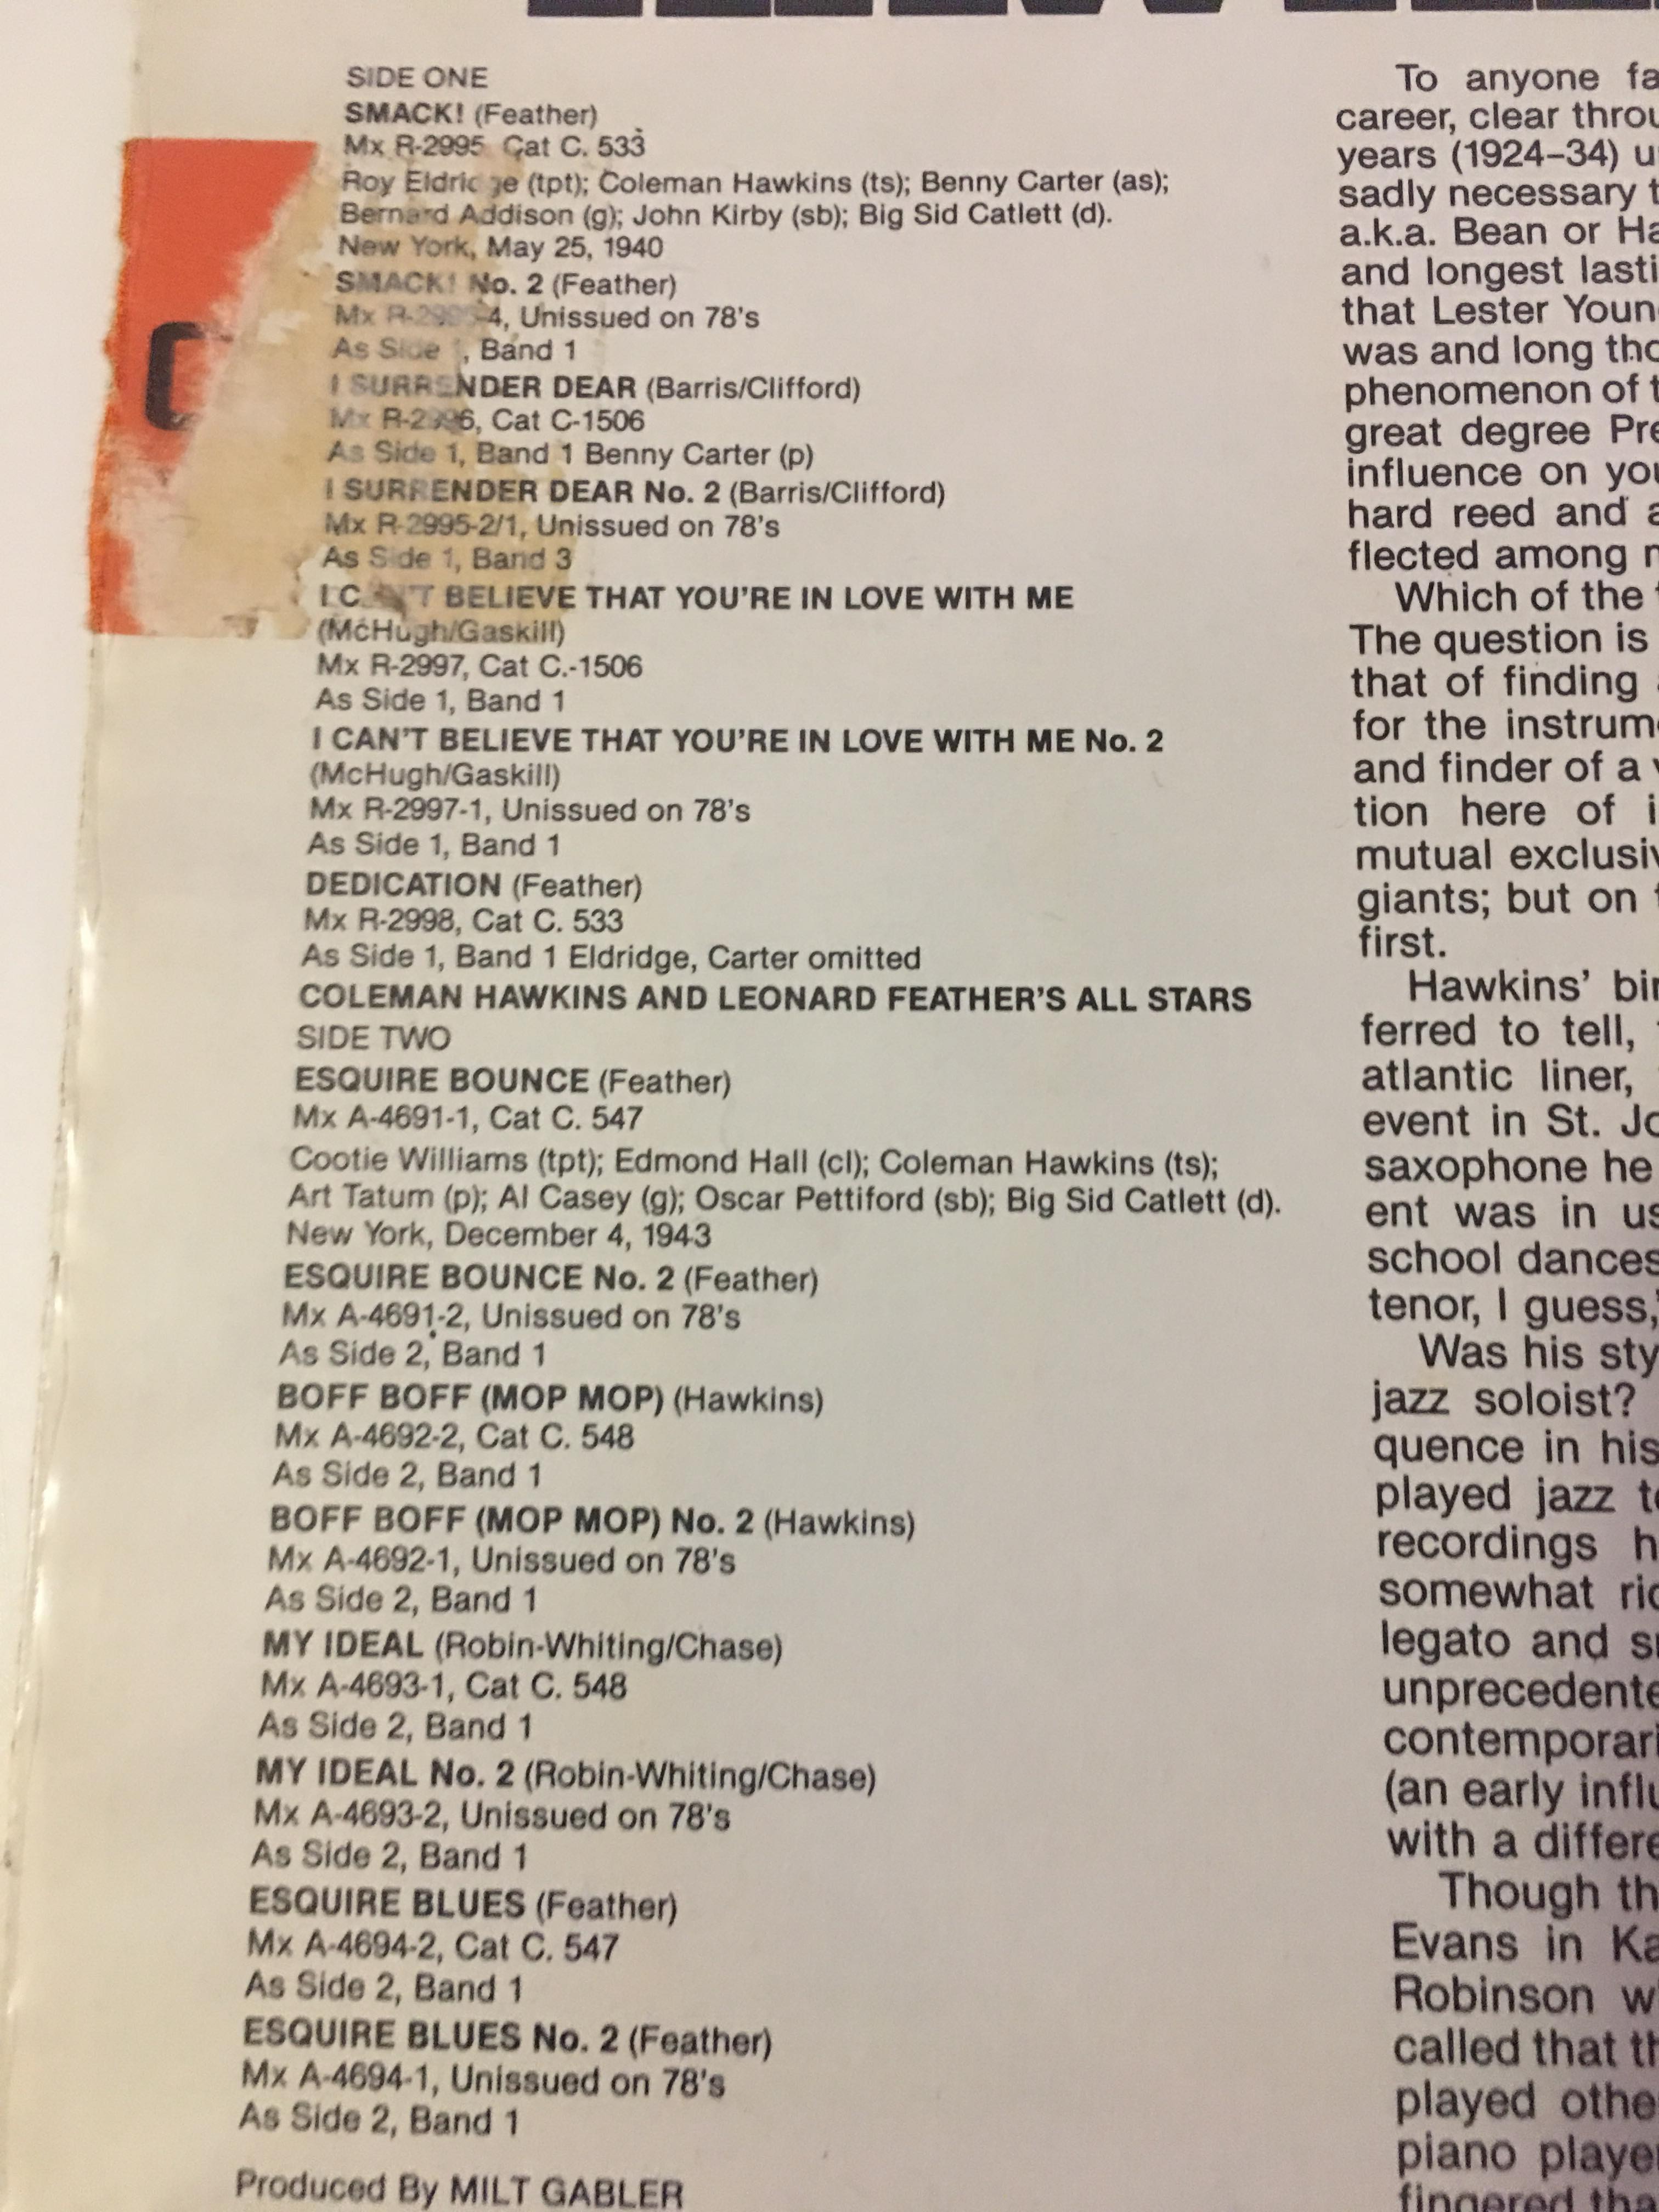 SIDE ONE
SMACK! (Feather)
Mx R-2995 Cat C. 533
Roy Eldridge (tpt); Coleman Hawkins (ts); Benny Carter (as);
Bernard Addison (g); John Kirby (sb); Big Sid Catlett (d).
New York, May 25, 1940
SMACK! No. 2 (Feather)
Mx R-2995-4, Unissued on 78's
As Side 1, Band 1
I SURRENDER DEAR (Barris/Clifford)
Mx R-2996, Cat C-1506
As Side 1, Band 1 Benny Carter (p)
I SURRENDER DEAR No. 2 (Barris/Clifford)
Mx R-2995-2/1, Unissued on 78's
As Side 1, Band 3
I CAN'T BELIEVE THAT YOU'RE IN LOVE WITH ME
(McHugh/Gaskill)
Mx R-2997, Cat C.-1506
As Side 1, Band 1
I CAN'T BELIEVE THAT YOU'RE IN LOVE WITH ME No. 2
(McHugh/Gaskill)
Mx R-2997-1, Unissued on 78's
As Side 1, Band 1
DEDICATION (Feather)
Mx R-2998, Cat C. 533
As Side 1, Band 1 Eldridge, Carter omitted
COLEMAN HAWKINS AND LEONARD FEATHER'S ALL STARS
SIDE TWO
ESQUIRE BOUNCE (Feather)
Mx A-4691-1, Cat C. 547
Cootie Williams (tpt); Edmond Hall (cl); Coleman Hawkins (ts);
Art Tatum (p); Al Casey (g); Oscar Pettiford (sb); Big Sid Catlett (d).
New York, December 4, 1943
ESQUIRE BOUNCE No. 2 (Feather)
Mx A-4691-2, Unissued on 78's
As Side 2, Band 1
BOFF BOFF (MOP MOP) (Hawkins)
Mx A-4692-2, Cat C. 548
As Side 2, Band 1
BOFF BOFF (MOP MOP) No. 2 (Hawkins)
Mx A-4692-1, Unissued on 78's
As Side 2, Band 1
MY IDEAL (Robin-Whiting/Chase)
Mx A-4693-1, Cat C. 548
As Side 2, Band 1
MY IDEAL No. 2 (Robin-Whiting/Chase)
Mx A-4693-2, Unissued on 78's
As Side 2, Band 1
ESQUIRE BLUES (Feather)
Mx A-4694-2, Cat C. 547
As Side 2, Band 1
ESQUIRE BLUES No. 2 (Feather)
Mx A-4694-1, Unissued on 78's
As Side 2, Band 1
Produced By MILT GABLER
To anyone
career, clear
years (1924–34)
sadly necessary
a.k.a. Bean or
and longest
that Lester
was and long
phenomenon of
great degree
influence on
hard reed and
flected among
Which of the
The question is
that of finding
for the
and finder of a
tion here of
mutual
giants; but on
first.
Hawkins'
ferred to tell,
atlantic liner,
event in St.
saxophone he
ent was in
school dances
tenor, I guess,
Was his
jazz soloist?
quence in his
played jazz
recordings
somewhat
legato and
(an early
with a
Though
Evans in
Robinson
called that
played
piano